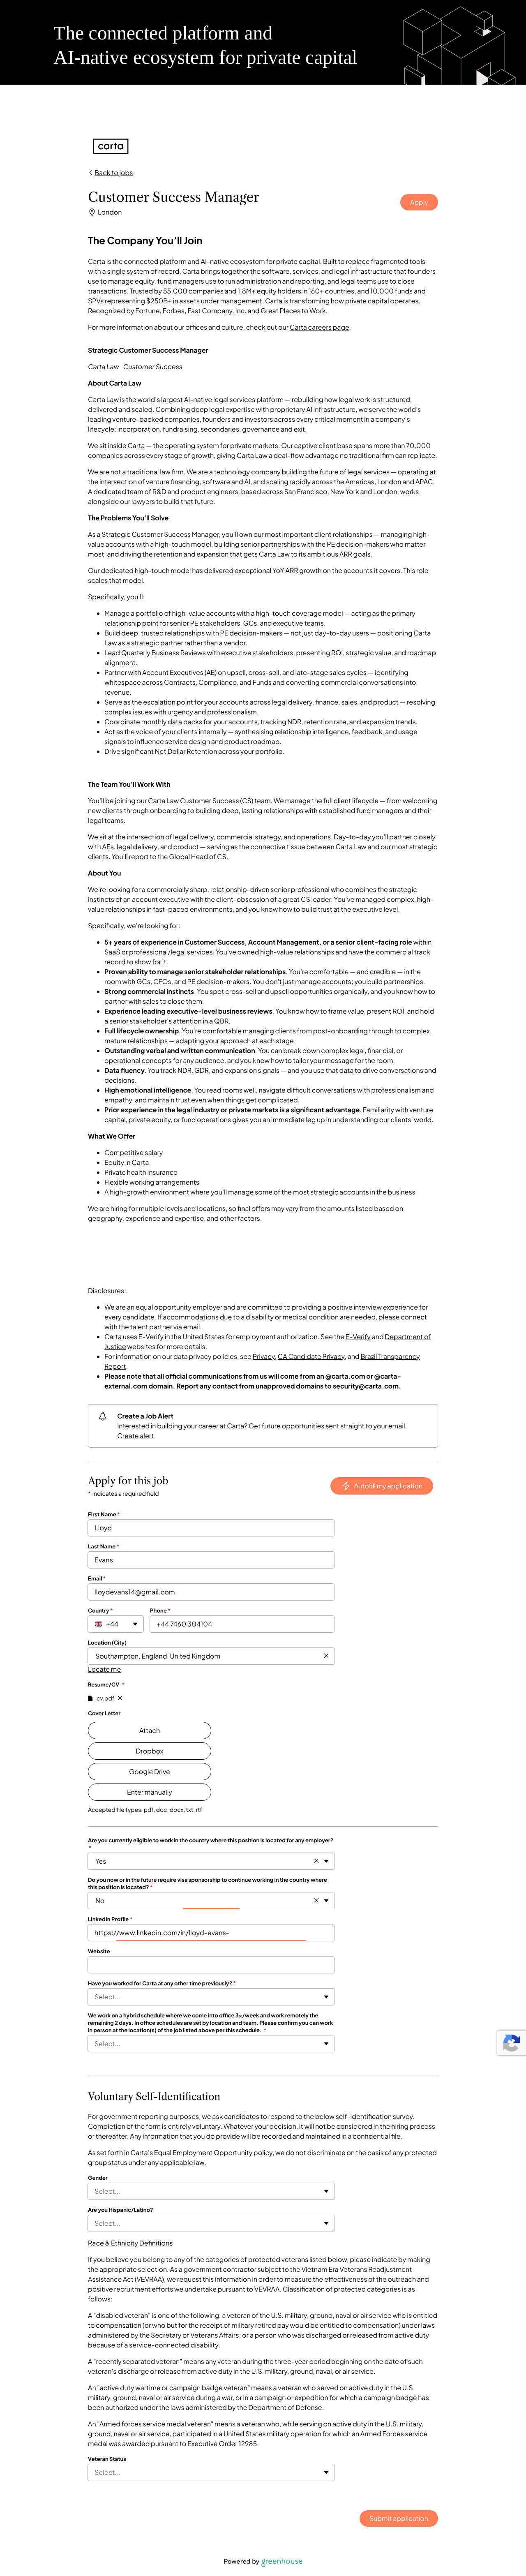 The connected platform and
AI-native ecosystem for private capital
carta
Back to jobs
Customer Success Manager
London
Apply
The Company You'll Join
Carta is the connected platform and AI-native ecosystem for private capital. Built to replace fragmented tools
with a single system of record, Carta brings together the software, services, and legal infrastructure that founders
use to manage equity, fund managers use to run administration and reporting, and legal teams use to close
transactions. Trusted by 55,000 companies and 1.8M+ equity holders in 160+ countries, and 10,000 funds and
SPVs representing $250B+ in assets under management, Carta is transforming how private capital operates.
Recognized by Fortune, Forbes, Fast Company, Inc. and Great Places to Work.
For more information about our offices and culture, check out our Carta careers page.
Strategic Customer Success Manager
Carta Law · Customer Success
About Carta Law
Carta Law is the world's largest AI-native legal services platform — rebuilding how legal work is structured,
delivered and scaled. Combining deep legal expertise with proprietary AI infrastructure, we serve the world's
leading venture-backed companies, founders and investors across every critical moment in a company's
lifecycle: incorporation, fundraising, secondaries, governance and exit.
We sit inside Carta — the operating system for private markets. Our captive client base spans more than 70,000
companies across every stage of growth, giving Carta Law a deal-flow advantage no traditional firm can replicate.
We are not a traditional law firm. We are a technology company building the future of legal services — operating at
the intersection of venture financing, software and AI, and scaling rapidly across the Americas, London and APAC.
A dedicated team of R&D and product engineers, based across San Francisco, New York and London, works
alongside our lawyers to build that future.
The Problems You'll Solve
As a Strategic Customer Success Manager, you'll own our most important client relationships — managing high-
value accounts with a high-touch model, building senior partnerships with the PE decision-makers who matter
most, and driving the retention and expansion that gets Carta Law to its ambitious ARR goals.
Our dedicated high-touch model has delivered exceptional YoY ARR growth on the accounts it covers. This role
scales that model.
Specifically, you'll:
• Manage a portfolio of high-value accounts with a high-touch coverage model — acting as the primary
relationship point for senior PE stakeholders, GCs, and executive teams.
• Build deep, trusted relationships with PE decision-makers — not just day-to-day users — positioning Carta
Law as a strategic partner rather than a vendor.
• Lead Quarterly Business Reviews with executive stakeholders, presenting ROI, strategic value, and roadmap
alignment.
• Partner with Account Executives (AE) on upsell, cross-sell, and late-stage sales cycles — identifying
whitespace across Contracts, Compliance, and Funds and converting commercial conversations into
revenue.
• Serve as the escalation point for your accounts across legal delivery, finance, sales, and product — resolving
complex issues with urgency and professionalism.
• Coordinate monthly data packs for your accounts, tracking NDR, retention rate, and expansion trends.
• Act as the voice of your clients internally — synthesising relationship intelligence, feedback, and usage
signals to influence service design and product roadmap.
• Drive significant Net Dollar Retention across your portfolio.
The Team You'll Work With
You'll be joining our Carta Law Customer Success (CS) team. We manage the full client lifecycle — from welcoming
new clients through onboarding to building deep, lasting relationships with established fund managers and their
legal teams.
We sit at the intersection of legal delivery, commercial strategy, and operations. Day-to-day you'll partner closely
with AEs, legal delivery, and product — serving as the connective tissue between Carta Law and our most strategic
clients. You'll report to the Global Head of CS.
About You
We're looking for a commercially sharp, relationship-driven senior professional who combines the strategic
instincts of an account executive with the client-obsession of a great CS leader. You've managed complex, high-
value relationships in fast-paced environments, and you know how to build trust at the executive level.
Specifically, we're looking for:
• 5+ years of experience in Customer Success, Account Management, or a senior client-facing role within
SaaS or professional/legal services. You've owned high-value relationships and have the commercial track
record to show for it.
• Proven ability to manage senior stakeholder relationships. You're comfortable — and credible — in the
room with GCs, CFOs, and PE decision-makers. You don't just manage accounts; you build partnerships.
• Strong commercial instincts. You spot cross-sell and upsell opportunities organically, and you know how to
partner with sales to close them.
• Experience leading executive-level business reviews. You know how to frame value, present ROI, and hold
a senior stakeholder's attention in a QBR.
• Full lifecycle ownership. You're comfortable managing clients from post-onboarding through to complex,
mature relationships — adapting your approach at each stage.
• Outstanding verbal and written communication. You can break down complex legal, financial, or
operational concepts for any audience, and you know how to tailor your message for the room.
• Data fluency. You track NDR, GDR, and expansion signals — and you use that data to drive conversations and
decisions.
• High emotional intelligence. You read rooms well, navigate difficult conversations with professionalism and
empathy, and maintain trust even when things get complicated.
• Prior experience in the legal industry or private markets is a significant advantage. Familiarity with venture
capital, private equity, or fund operations gives you an immediate leg up in understanding our clients' world.
What We Offer
• Competitive salary
• Equity in Carta
• Private health insurance
• Flexible working arrangements
• A high-growth environment where you'll manage some of the most strategic accounts in the business
We are hiring for multiple levels and locations, so final offers may vary from the amounts listed based on
geography, experience and expertise, and other factors.
Disclosures:
• We are an equal opportunity employer and are committed to providing a positive interview experience for
every candidate. If accommodations due to a disability or medical condition are needed, please connect
with the talent partner via email.
• Carta uses E-Verify in the United States for employment authorization. See the E-Verify and Department of
Justice websites for more details.
• For information on our data privacy policies, see Privacy, CA Candidate Privacy, and Brazil Transparency
Report.
• Please note that all official communications from us will come from an @carta.com or @carta-
external.com domain. Report any contact from unapproved domains to security@carta.com.
Create a Job Alert
Interested in building your career at Carta? Get future opportunities sent straight to your email.
Create alert
Apply for this job
* indicates a required field
Autofill my application
First Name *
Lloyd
Last Name *
Evans
Email *
lloydevans14@gmail.com
Country * Phone *
+44 +44 7460 304104
Location (City)
Southampton, England, United Kingdom
Locate me
Resume/CV *
cv.pdf
Cover Letter
Attach
Dropbox
Google Drive
Enter manually
Accepted file types: pdf, doc, docx, txt, rtf
Are you currently eligible to work in the country where this position is located for any employer?
*
Yes
Do you now or in the future require visa sponsorship to continue working in the country where
this position is located? *
No
LinkedIn Profile *
https://www.linkedin.com/in/lloyd-evans-
Website
Have you worked for Carta at any other time previously? *
Select...
We work on a hybrid schedule where we come into office 3x/week and work remotely the
remaining 2 days. In office schedules are set by location and team. Please confirm you can work
in person at the location(s) of the job listed above per this schedule. *
Select...
Voluntary Self-Identification
For government reporting purposes, we ask candidates to respond to the below self-identification survey.
Completion of the form is entirely voluntary. Whatever your decision, it will not be considered in the hiring process
or thereafter. Any information that you do provide will be recorded and maintained in a confidential file.
As set forth in Carta's Equal Employment Opportunity policy, we do not discriminate on the basis of any protected
group status under any applicable law.
Gender
Select...
Are you Hispanic/Latino?
Select...
Race & Ethnicity Definitions
If you believe you belong to any of the categories of protected veterans listed below, please indicate by making
the appropriate selection. As a government contractor subject to the Vietnam Era Veterans Readjustment
Assistance Act (VEVRAA), we request this information in order to measure the effectiveness of the outreach and
positive recruitment efforts we undertake pursuant to VEVRAA. Classification of protected categories is as
follows:
A "disabled veteran" is one of the following: a veteran of the U.S. military, ground, naval or air service who is entitled
to compensation (or who but for the receipt of military retired pay would be entitled to compensation) under laws
administered by the Secretary of Veterans Affairs; or a person who was discharged or released from active duty
because of a service-connected disability.
A "recently separated veteran" means any veteran during the three-year period beginning on the date of such
veteran's discharge or release from active duty in the U.S. military, ground, naval, or air service.
An "active duty wartime or campaign badge veteran" means a veteran who served on active duty in the U.S.
military, ground, naval or air service during a war, or in a campaign or expedition for which a campaign badge has
been authorized under the laws administered by the Department of Defense.
An "Armed forces service medal veteran" means a veteran who, while serving on active duty in the U.S. military,
ground, naval or air service, participated in a United States military operation for which an Armed Forces service
medal was awarded pursuant to Executive Order 12985.
Veteran Status
Select...
Submit application
Powered by greenhouse